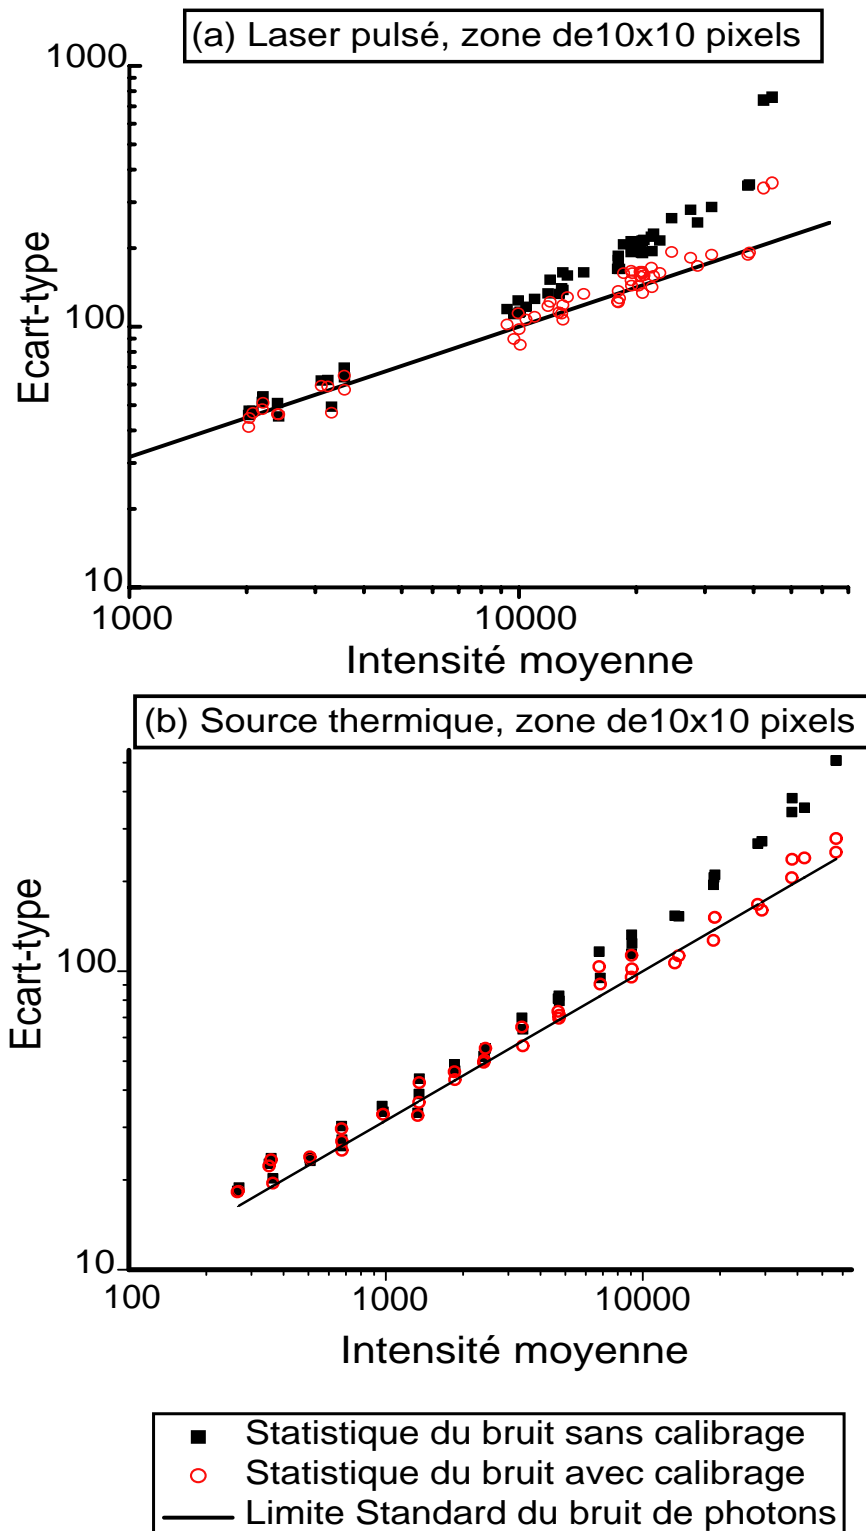 (a) Laser pulsé, zone de10x10 pixels
1000
100
10
Ecart-type
1000
10000
Intensité moyenne
(b) Source thermique, zone de10x10 pixels
100
10
Ecart-type
100
1000
10000
Intensité moyenne
Statistique du bruit sans calibrage
Statistique du bruit avec calibrage
Limite Standard du bruit de photons